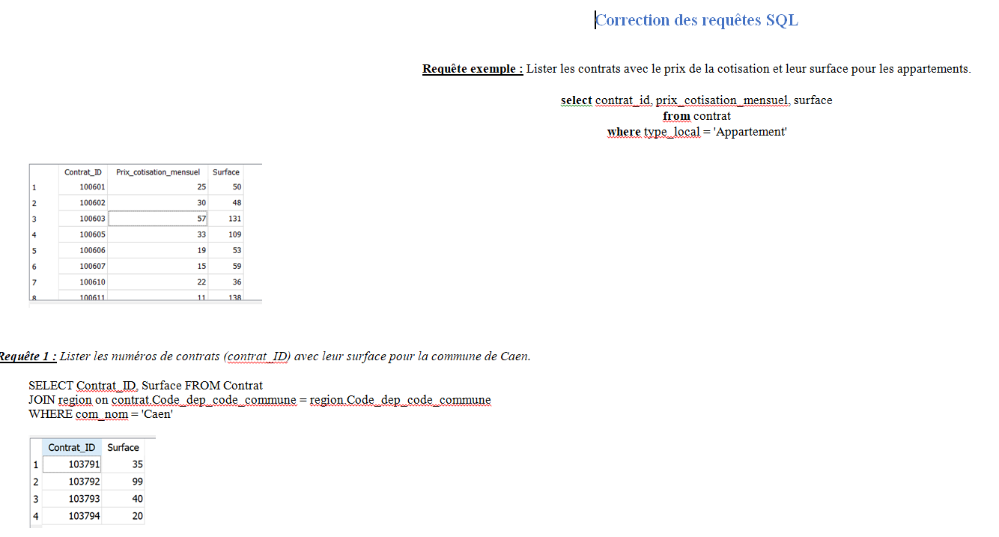 Correction des requêtes SQL
Requête exemple : Lister les contrats avec le prix de la cotisation et leur surface pour les appartements.
select contrat_id, prix_cotisation_mensuel, surface
from contrat
where type_local = 'Appartement'
Contrat_ID Prix_cotisation_mensuel Surface
1 100601 25 50
2 100602 30 48
3 100603 57 131
4 100605 33 109
5 100606 19 53
6 100607 15 59
7 100610 22 36
8 100611 11 138
Requête 1 : Lister les numéros de contrats (contrat_ID) avec leur surface pour la commune de Caen.
SELECT Contrat_ID, Surface FROM Contrat
JOIN region on contrat.Code_dep_code_commune = region.Code_dep_code_commune
WHERE com_nom = 'Caen'
Contrat_ID Surface
1 103791 35
2 103792 99
3 103793 40
4 103794 20